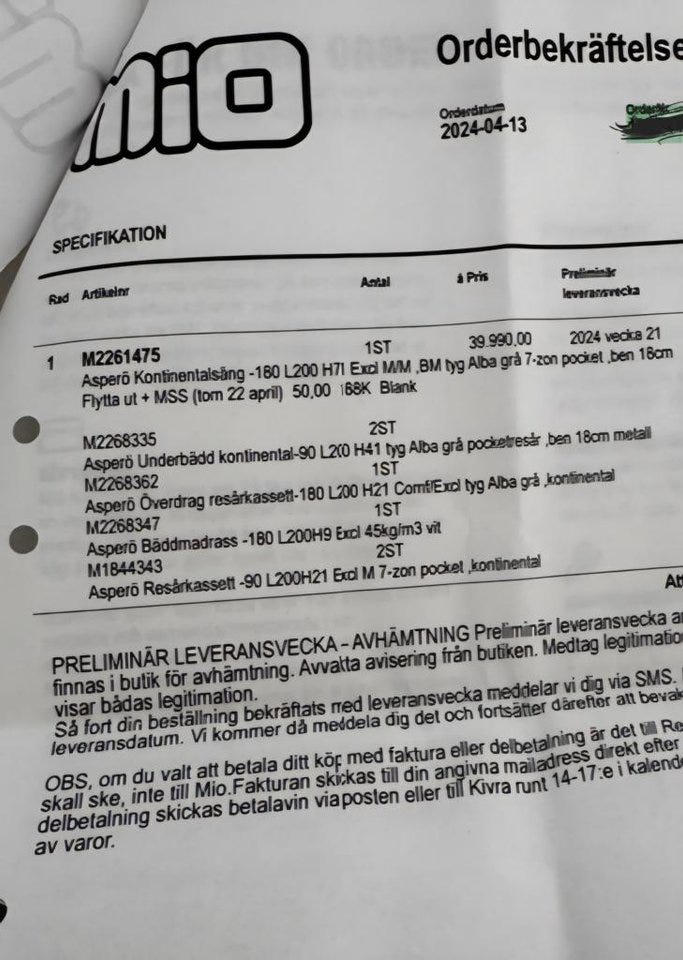 mio
Orderbekräftelse
Orderdatum
2024-04-13
SPECIFIKATION
Rad Artikelnr Antal á Pris Preliminär
leveransvecka
1 M2261475 1ST 39.990,00 2024 vecka 21
Asperö Kontinentalsäng -180 L200 H71 Excl M/M ,BM tyg Alba grå 7-zon pocket ,ben 18cm
Flytta ut + MSS (tom 22 april) 50,00 Blank
M2268335 2ST
Asperö Underbädd kontinental-90 L200 H41 tyg Alba grå pocketresår ,ben 18cm metall
M2268362 1ST
Asperö Överdrag resårkassett-180 L200 H21 Comf/Excl tyg Alba grå ,kontinental
M2268347 1ST
Asperö Bäddmadrass -180 L200H9 Excl 45kg/m3 vit
M1844343 2ST
Asperö Resårkassett -90 L200H21 Excl M 7-zon pocket ,kontinental
PRELIMINÄR LEVERANSVECKA - AVHÄMTNING Preliminär leveransvecka
finnas i butik för avhämtning. Avvakta avisering från butiken. Medtag
visar bådas legitimation.
Så fort din beställning bekräftats med leveransvecka meddelar vi dig via SMS.
leveransdatum. Vi kommer då meddela dig det och fortsätter därefter att
OBS, om du valt att betala ditt köp med faktura eller delbetalning är det till
skall ske, inte till Mio.Fakturan skickas till din angivna mailadress direkt efter
delbetalning skickas betalavin via posten eller till Kivra runt 14-17:e i
av varor.